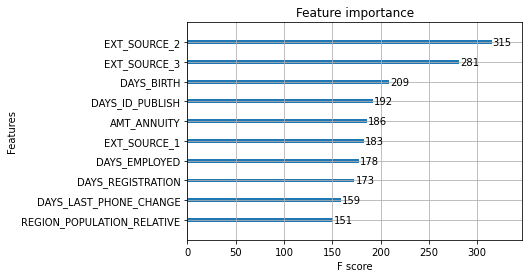 Feature importance
Features
EXT_SOURCE_2 315
EXT_SOURCE_3 281
DAYS_BIRTH 209
DAYS_ID_PUBLISH 192
AMT_ANNUITY 186
EXT_SOURCE_1 183
DAYS_EMPLOYED 178
DAYS_REGISTRATION 173
DAYS_LAST_PHONE_CHANGE 159
REGION_POPULATION_RELATIVE 151
0 50 100 150 200 250 300
F score